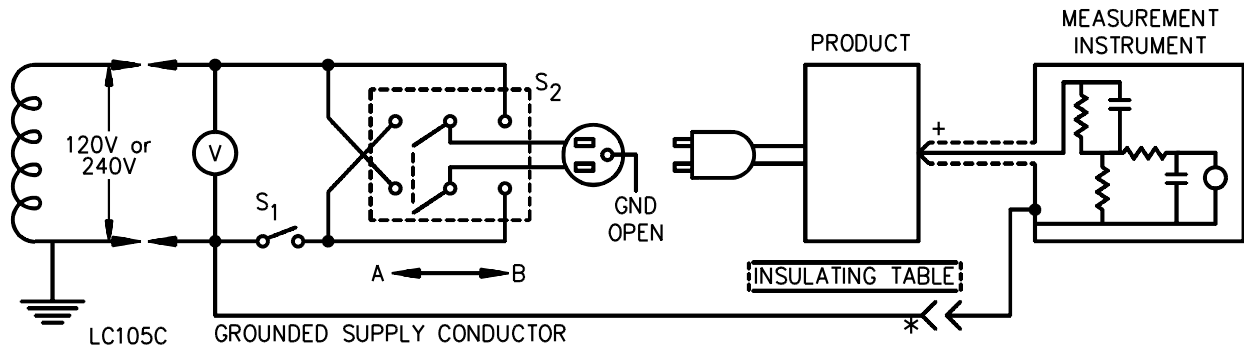 MEASUREMENT
INSTRUMENT
PRODUCT
S2
120V or
240V
V
+
S1
GND
OPEN
A
B
INSULATING TABLE
*
LC105C
GROUNDED SUPPLY CONDUCTOR